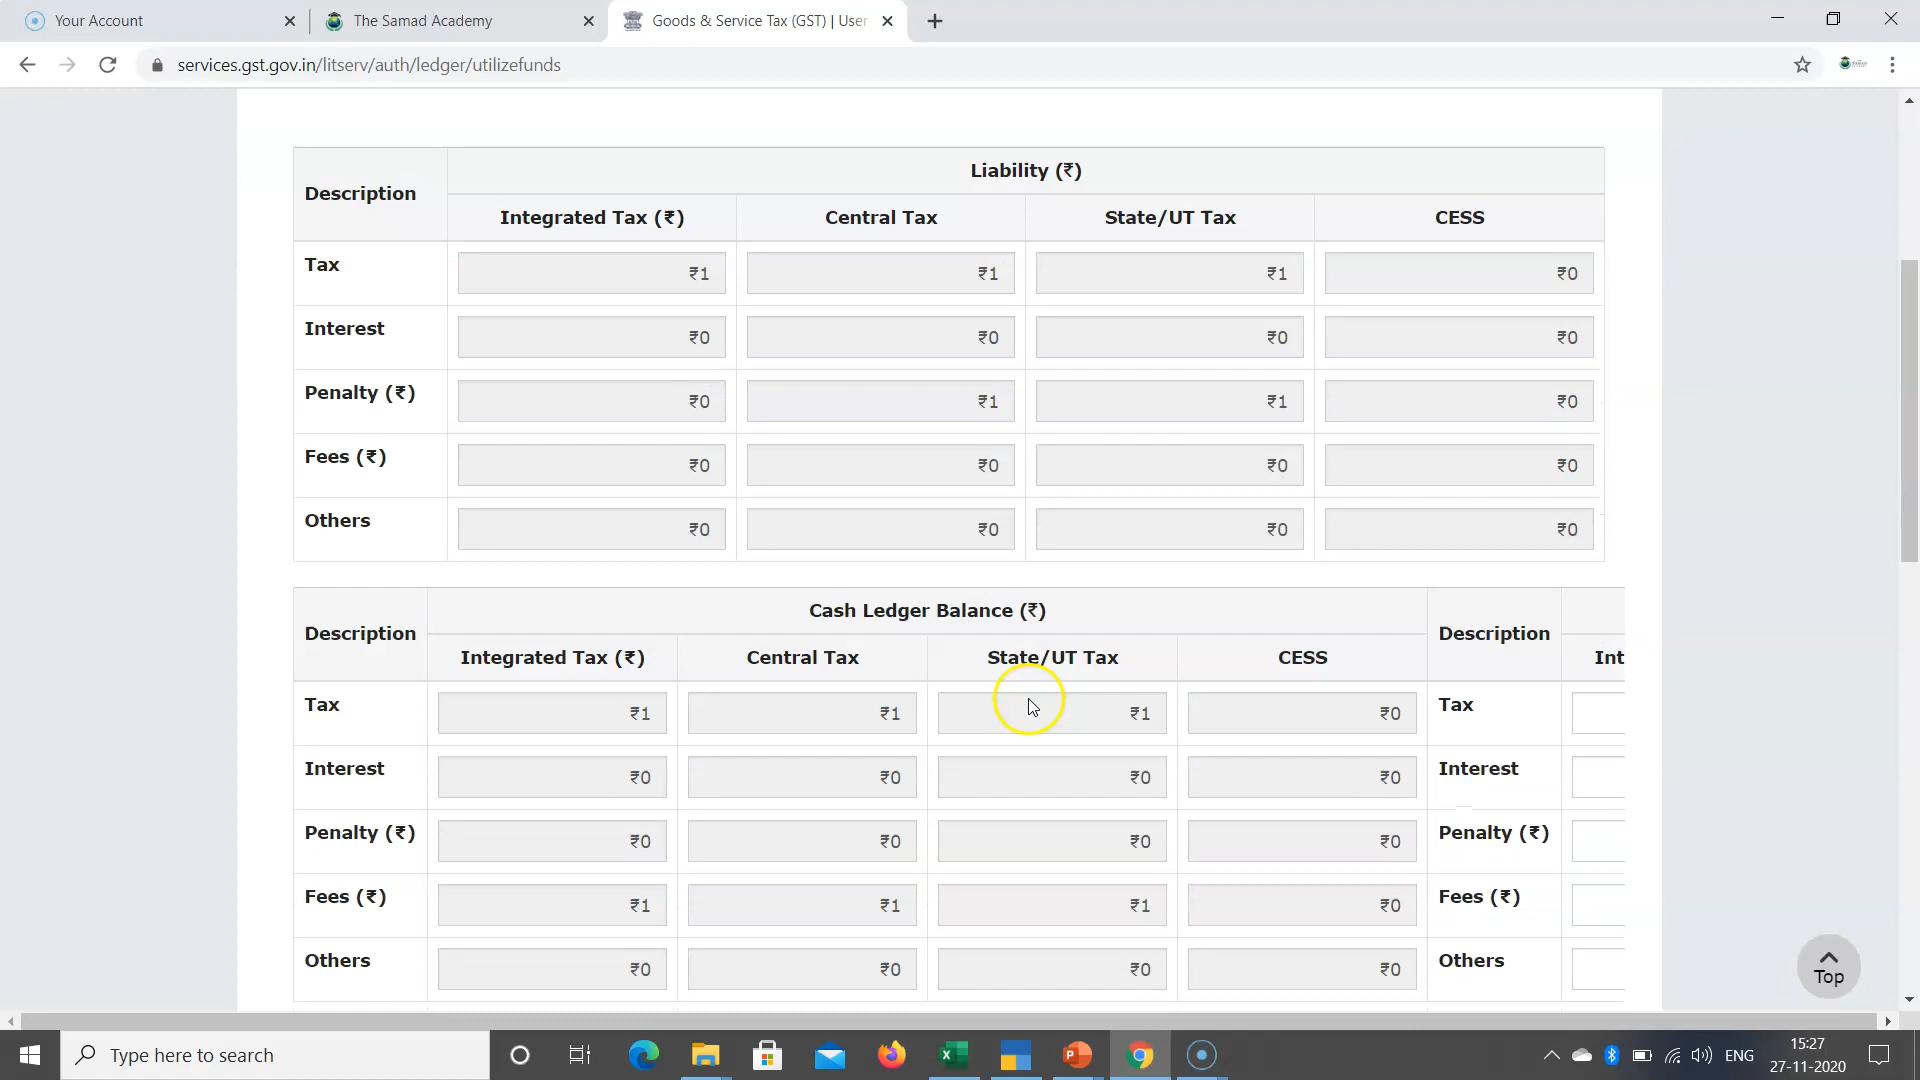 Your Account
The Samad Academy
Goods & Service Tax (GST) | User
services.gst.gov.in/litserv/auth/ledger/utilizefunds
Description Liability (₹)
Integrated Tax (₹) Central Tax State/UT Tax CESS
Tax ₹1 ₹1 ₹1 ₹0
Interest ₹0 ₹0 ₹0 ₹0
Penalty (₹) ₹0 ₹1 ₹1 ₹0
Fees (₹) ₹0 ₹0 ₹0 ₹0
Others ₹0 ₹0 ₹0 ₹0
Description Cash Ledger Balance (₹) Description
Integrated Tax (₹) Central Tax State/UT Tax CESS Int
Tax ₹1 ₹1 ₹1 ₹0 Tax
Interest ₹0 ₹0 ₹0 ₹0 Interest
Penalty (₹) ₹0 ₹0 ₹0 ₹0 Penalty (₹)
Fees (₹) ₹1 ₹1 ₹1 ₹0 Fees (₹)
Others ₹0 ₹0 ₹0 ₹0 Others
Top
Type here to search
ENG
15:27
27-11-2020